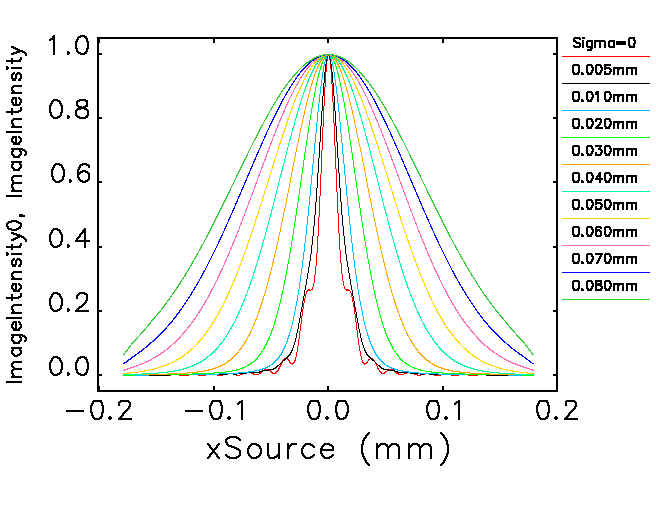 ImageIntensity0, ImageIntensity
1.0
0.8
0.6
0.4
0.2
0.0
−0.2 −0.1 0.0 0.1 0.2
xSource (mm)
Sigma=0
0.005mm
0.010mm
0.020mm
0.030mm
0.040mm
0.050mm
0.060mm
0.070mm
0.080mm